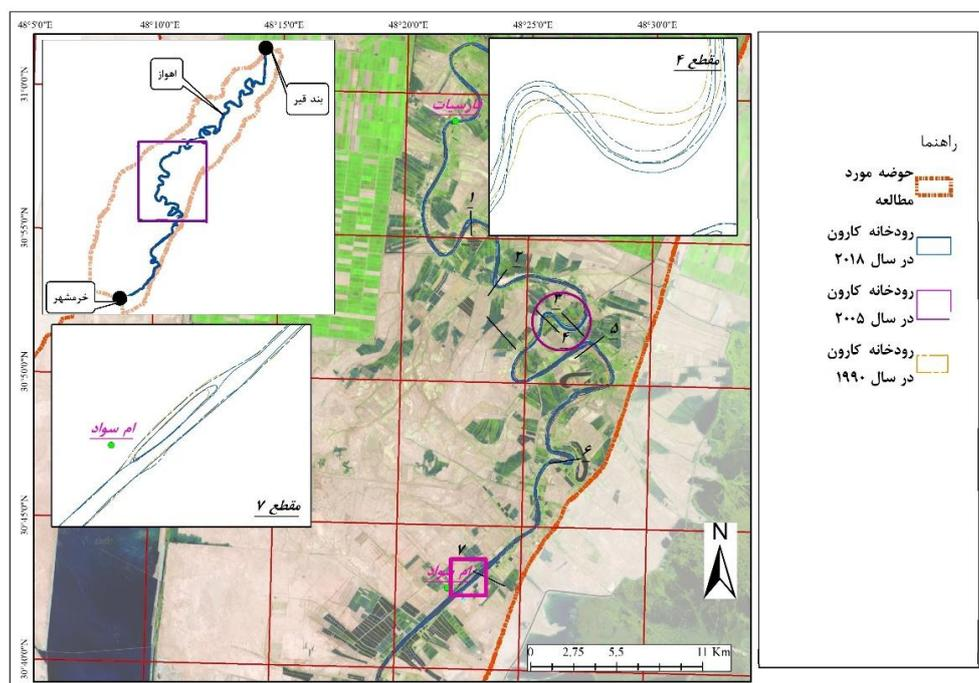 48°5'0"E 48°10'0"E 48°15'0"E 48°20'0"E 48°25'0"E 48°30'0"E
31°0'0"N
30°55'0"N
30°50'0"N
30°45'0"N
30°40'0"N
اهواز
بند قیر
خرمشهر
مقطع ۴
فارسیات
۱
۲
۳
۴
۵
۶
۷
ام سواد
ام سواد
مقطع ۷
N
0 2,75 5,5 11 Km
راهنما
حوضه مورد
مطالعه
رودخانه کارون
در سال ۲۰۱۸
رودخانه کارون
در سال ۲۰۰۵
رودخانه کارون
در سال ۱۹۹۰